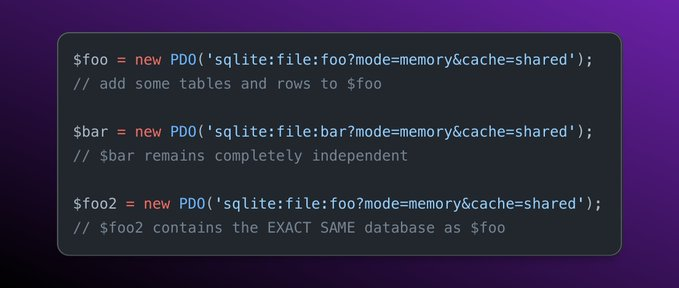 $foo = new PDO('sqlite:file:foo?mode=memory&cache=shared');
// add some tables and rows to $foo
$bar = new PDO('sqlite:file:bar?mode=memory&cache=shared');
// $bar remains completely independent
$foo2 = new PDO('sqlite:file:foo?mode=memory&cache=shared');
// $foo2 contains the EXACT SAME database as $foo